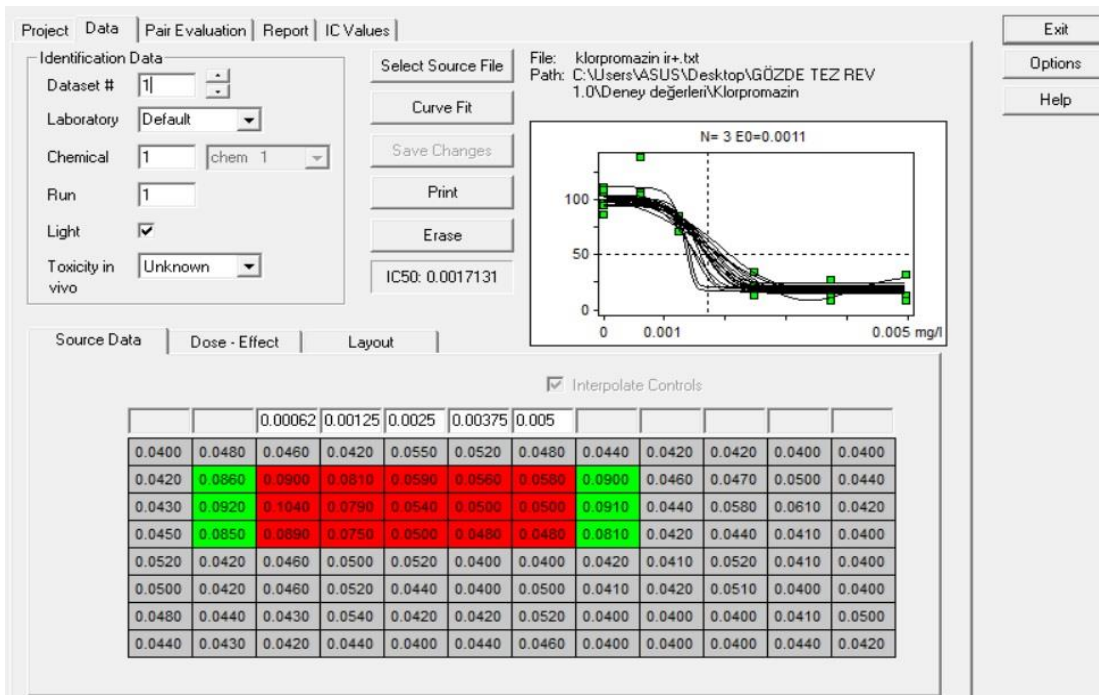 Project Data Pair Evaluation Report IC Values
Exit
Options
Help
Identification Data
Dataset # 1
Laboratory Default
Chemical 1 chem 1
Run 1
Light
Toxicity in vivo Unknown
Select Source File
Curve Fit
Save Changes
Print
Erase
IC50: 0.0017131
File: klorpromazin ir+.txt
Path: C:\Users\ASUS\Desktop\GÖZDE TEZ REV
1.0\Deney değerleri\Klorpromazin
N= 3 E0=0.0011
100
50
0
0 0.001 0.005 mg/l
Source Data Dose - Effect Layout
Interpolate Controls
0.00062 0.00125 0.0025 0.00375 0.005
0.0400 0.0480 0.0460 0.0420 0.0550 0.0520 0.0480 0.0440 0.0420 0.0420 0.0400 0.0400
0.0420 0.0860 0.0900 0.0810 0.0590 0.0560 0.0580 0.0900 0.0460 0.0470 0.0500 0.0440
0.0430 0.0920 0.1040 0.0790 0.0540 0.0500 0.0500 0.0910 0.0440 0.0580 0.0610 0.0420
0.0450 0.0850 0.0890 0.0750 0.0500 0.0480 0.0480 0.0810 0.0420 0.0440 0.0410 0.0400
0.0520 0.0420 0.0460 0.0500 0.0520 0.0400 0.0400 0.0420 0.0410 0.0520 0.0410 0.0400
0.0500 0.0420 0.0460 0.0520 0.0440 0.0400 0.0500 0.0410 0.0420 0.0510 0.0400 0.0400
0.0480 0.0440 0.0430 0.0540 0.0420 0.0420 0.0520 0.0400 0.0400 0.0400 0.0410 0.0500
0.0440 0.0430 0.0420 0.0440 0.0400 0.0440 0.0460 0.0400 0.0400 0.0400 0.0440 0.0420